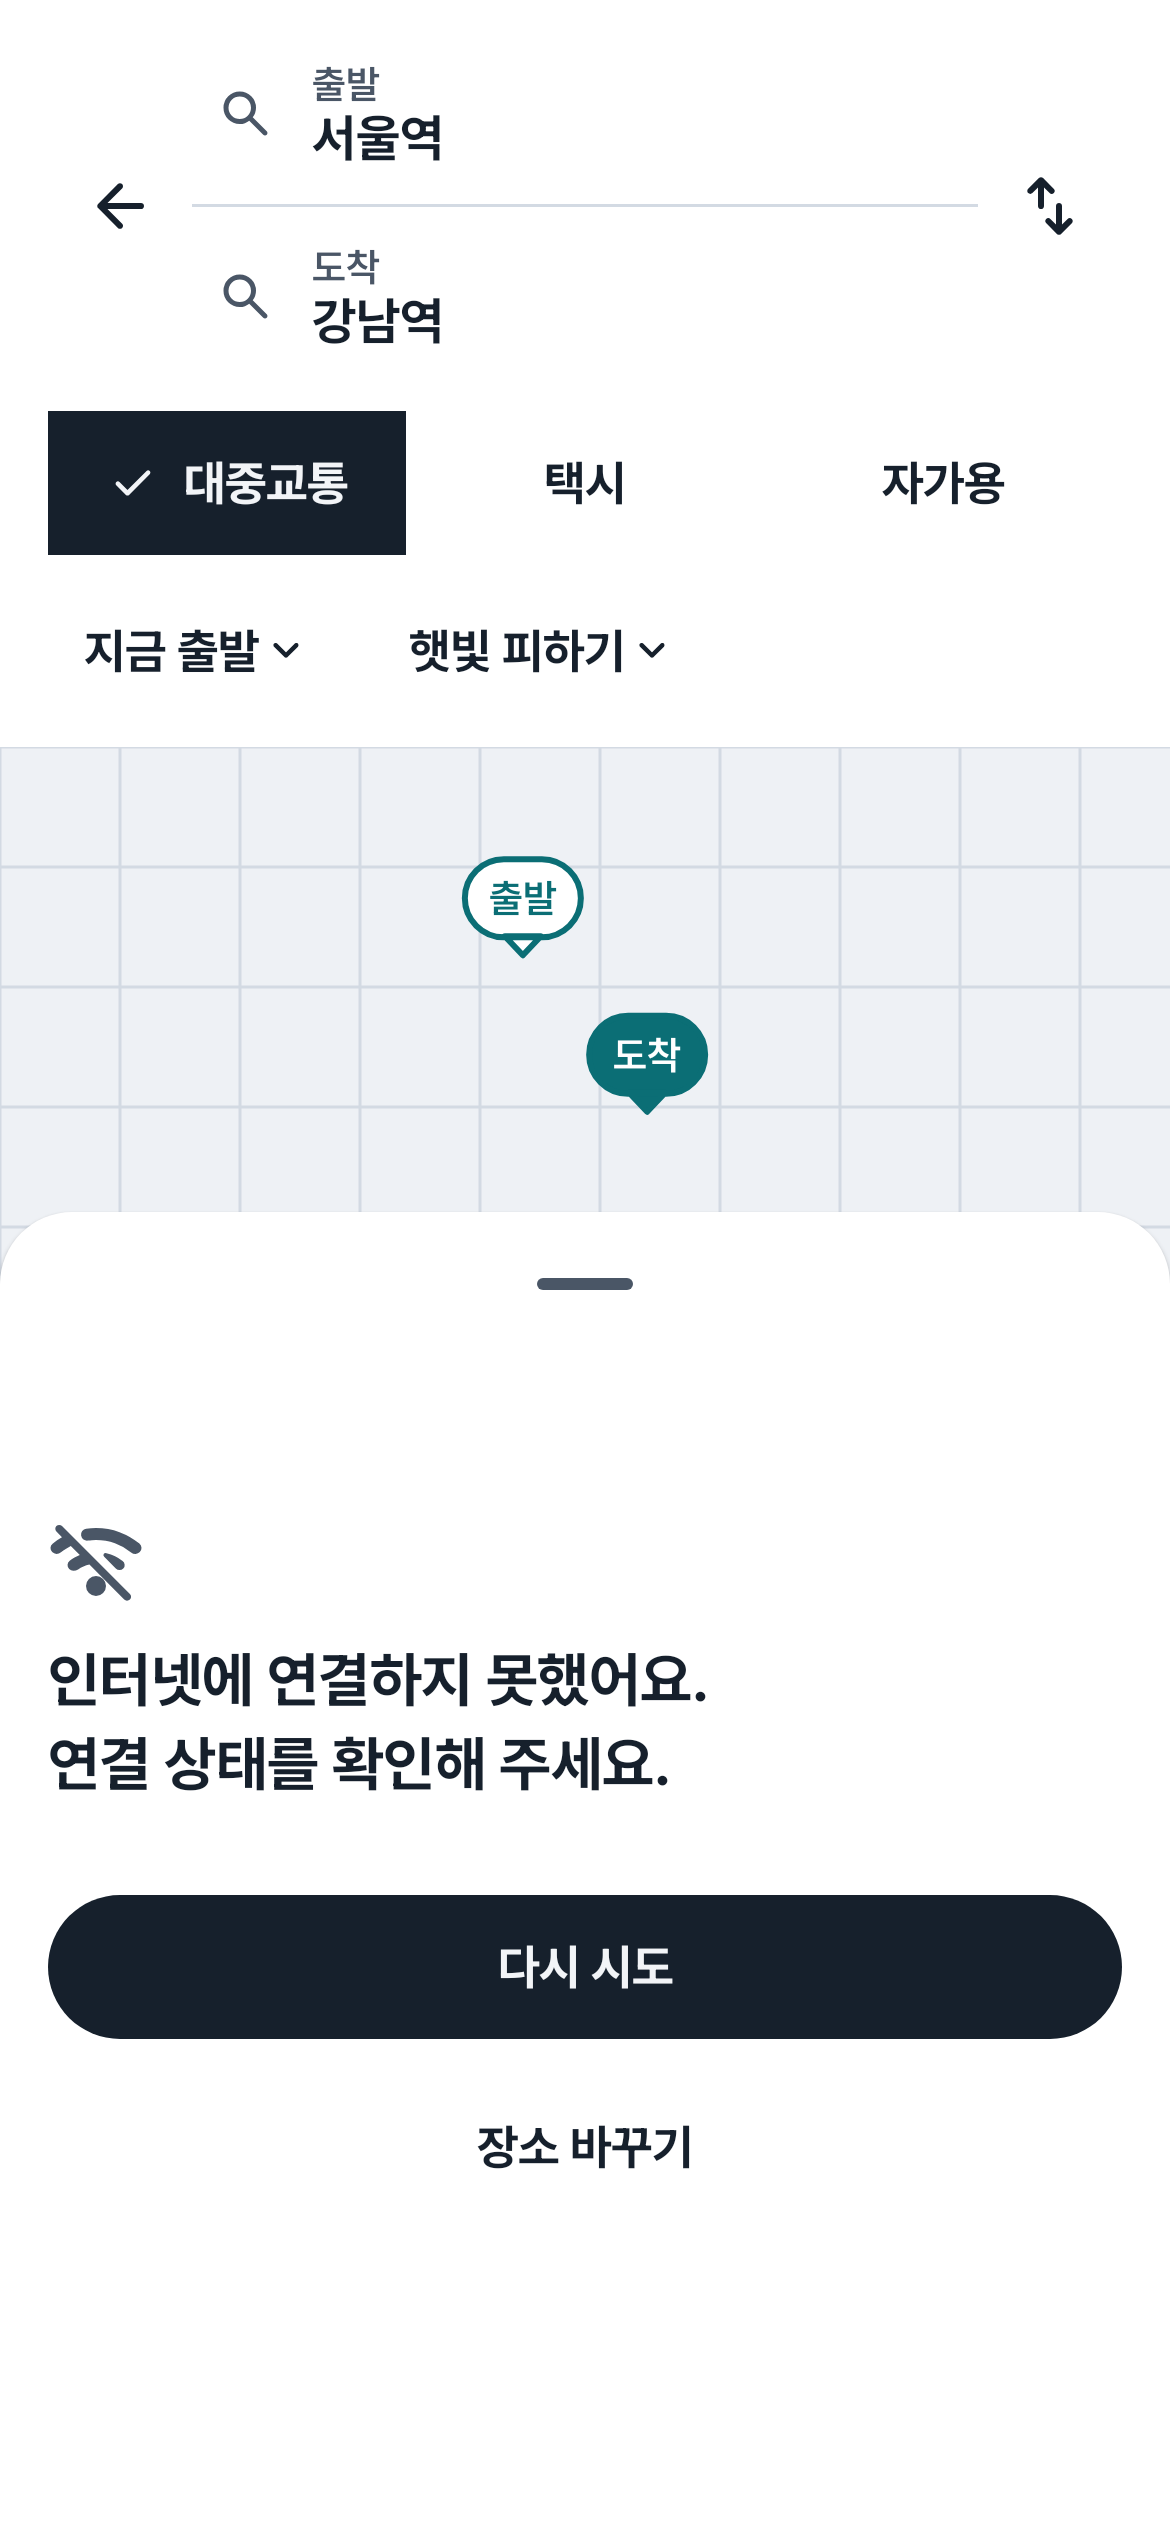 출발
서울역
도착
강남역
대중교통 택시 자가용
지금 출발 햇빛 피하기
출발
도착
인터넷에 연결하지 못했어요.
연결 상태를 확인해 주세요.
다시 시도
장소 바꾸기